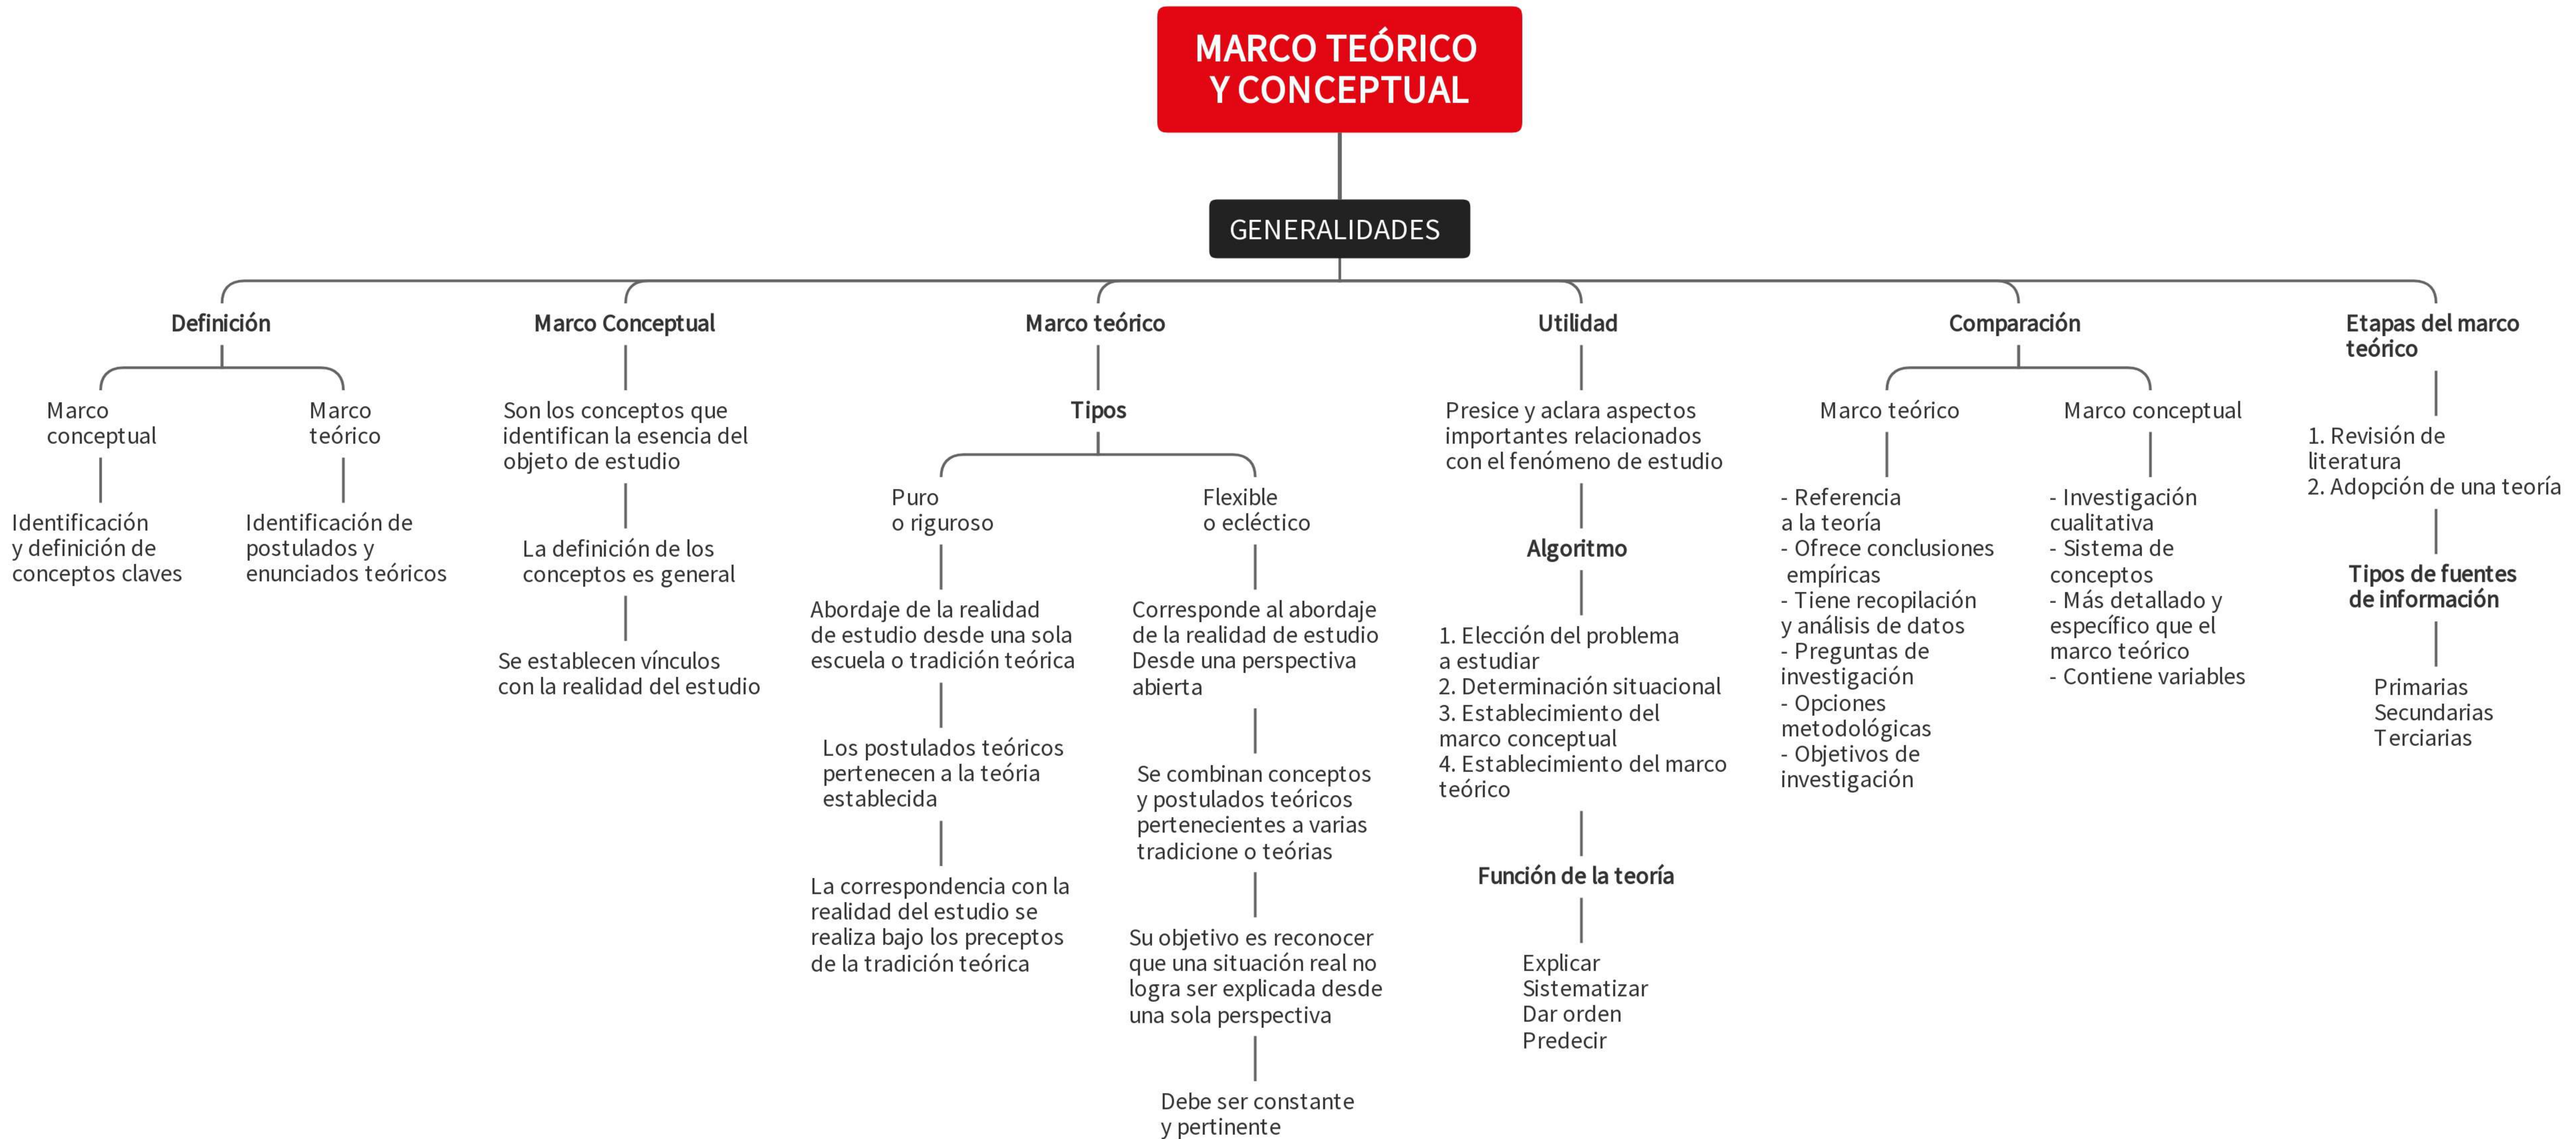 MARCO TEÓRICO
Y CONCEPTUAL
GENERALIDADES
Definición
Marco
conceptual
Identificación
y definición de
conceptos claves
Marco
teórico
Identificación de
postulados y
enunciados teóricos
Marco Conceptual
Son los conceptos que
identifican la esencia del
objeto de estudio
La definición de los
conceptos es general
Se establecen vínculos
con la realidad del estudio
Marco teórico
Tipos
Puro
o riguroso
Abordaje de la realidad
de estudio desde una sola
escuela o tradición teórica
Los postulados teóricos
pertenecen a la teória
establecida
La correspondencia con la
realidad del estudio se
realiza bajo los preceptos
de la tradición teórica
Flexible
o ecléctico
Corresponde al abordaje
de la realidad de estudio
Desde una perspectiva
abierta
Se combinan conceptos
y postulados teóricos
pertenecientes a varias
tradicione o teórias
Su objetivo es reconocer
que una situación real no
logra ser explicada desde
una sola perspectiva
Debe ser constante
y pertinente
Utilidad
Presice y aclara aspectos
importantes relacionados
con el fenómeno de estudio
Algoritmo
1. Elección del problema
a estudiar
2. Determinación situacional
3. Establecimiento del
marco conceptual
4. Establecimiento del marco
teórico
Función de la teoría
Explicar
Sistematizar
Dar orden
Predecir
Comparación
Marco teórico
- Referencia
a la teoría
- Ofrece conclusiones
empíricas
- Tiene recopilación
y análisis de datos
- Preguntas de
investigación
- Opciones
metodológicas
- Objetivos de
investigación
Marco conceptual
- Investigación
cualitativa
- Sistema de
conceptos
- Más detallado y
específico que el
marco teórico
- Contiene variables
Etapas del marco
teórico
1. Revisión de
literatura
2. Adopción de una teoría
Tipos de fuentes
de información
Primarias
Secundarias
Terciarias